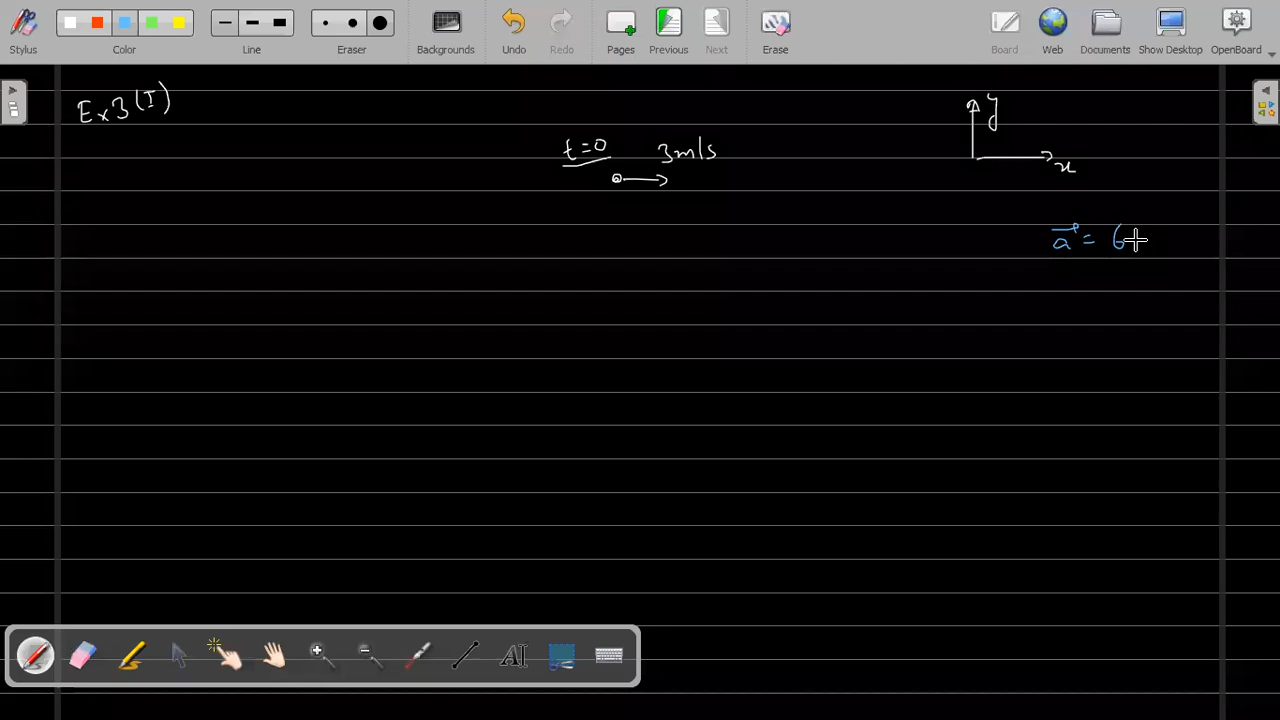 Stylus
Color
Line
Eraser
Backgrounds
Undo
Redo
Pages
Previous
Next
Erase
Board
Web
Documents
Show Desktop
OpenBoard
Ex3(I)
y
t=0 3m/s
x
a⃗ = 6
AI